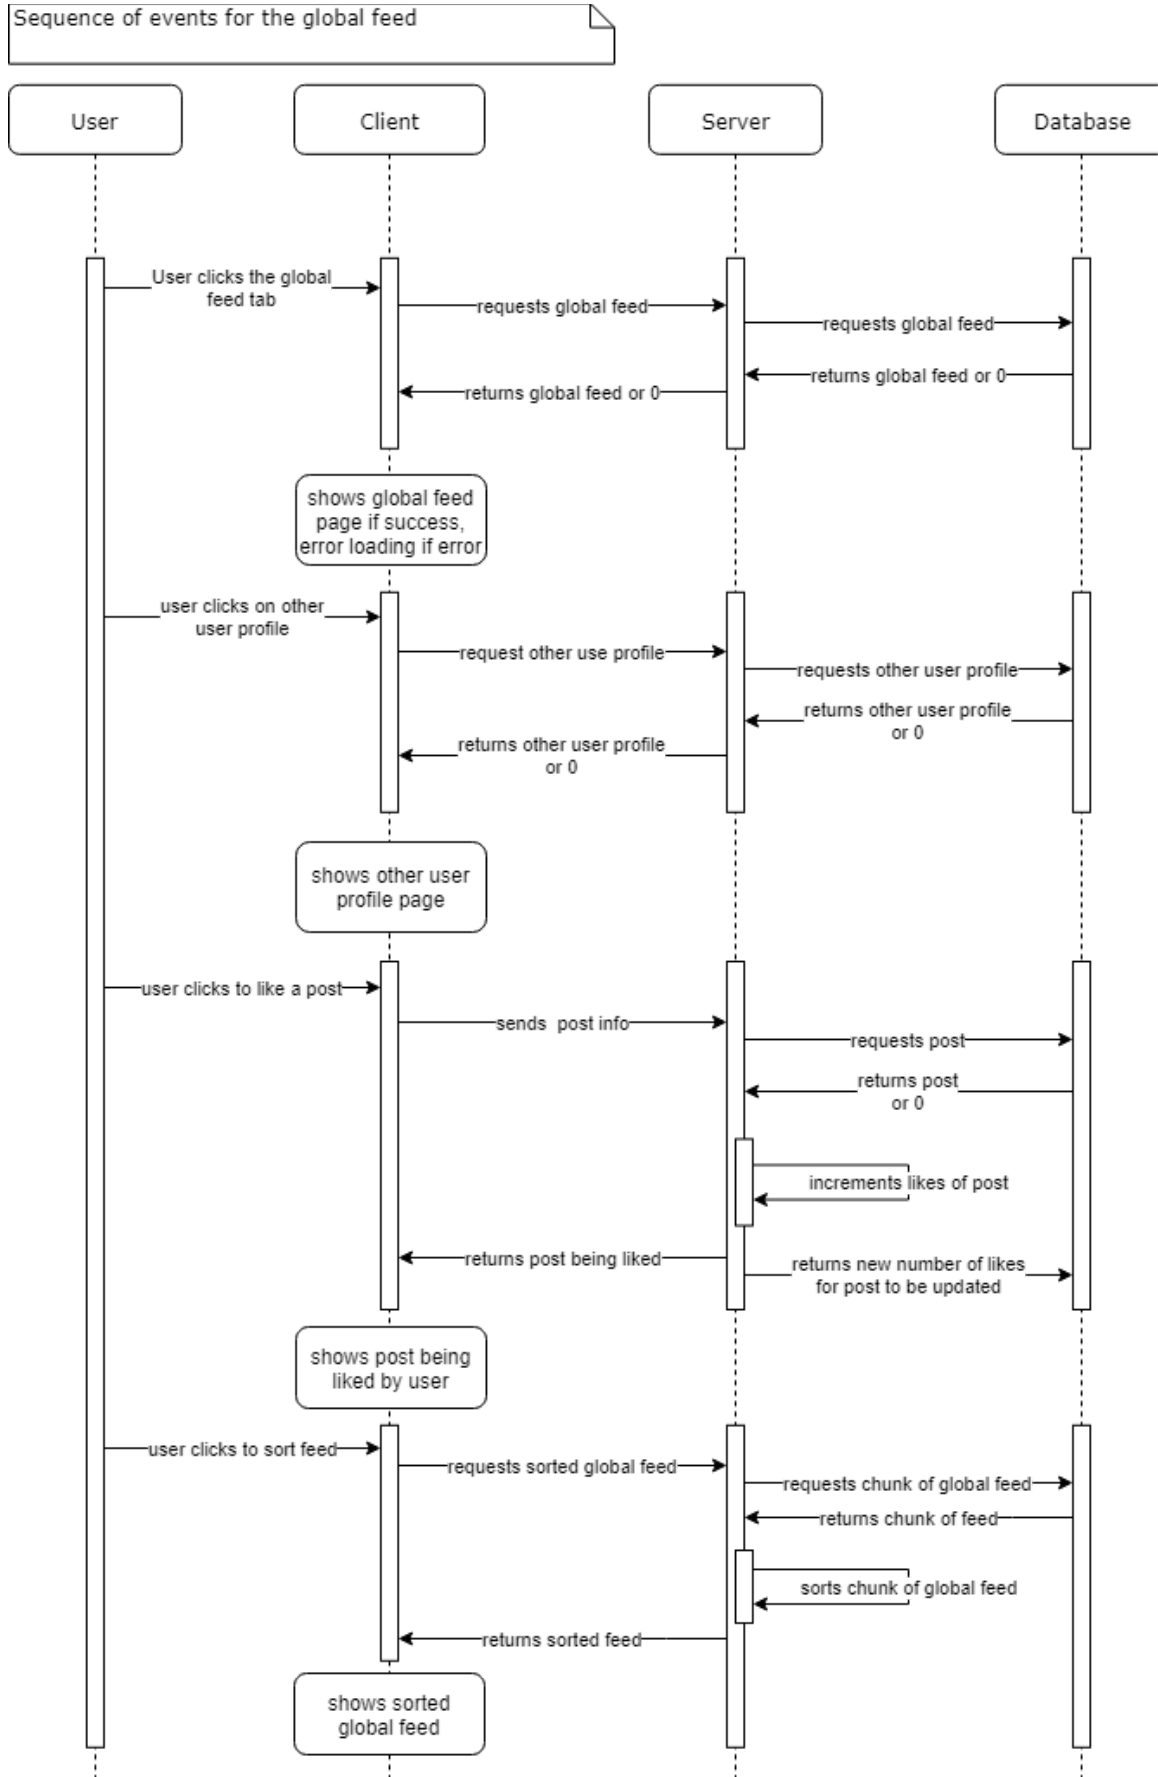 Sequence of events for the global feed
User
Client
Server
Database
User clicks the global
feed tab
requests global feed
requests global feed
returns global feed or 0
returns global feed or 0
shows global feed
page if success,
error loading if error
user clicks on other
user profile
request other use profile
requests other user profile
returns other user profile
or 0
returns other user profile
or 0
shows other user
profile page
user clicks to like a post
sends  post info
requests post
returns post
or 0
increments likes of post
returns post being liked
returns new number of likes
for post to be updated
shows post being
liked by user
user clicks to sort feed
requests sorted global feed
requests chunk of global feed
returns chunk of feed
sorts chunk of global feed
returns sorted feed
shows sorted
global feed